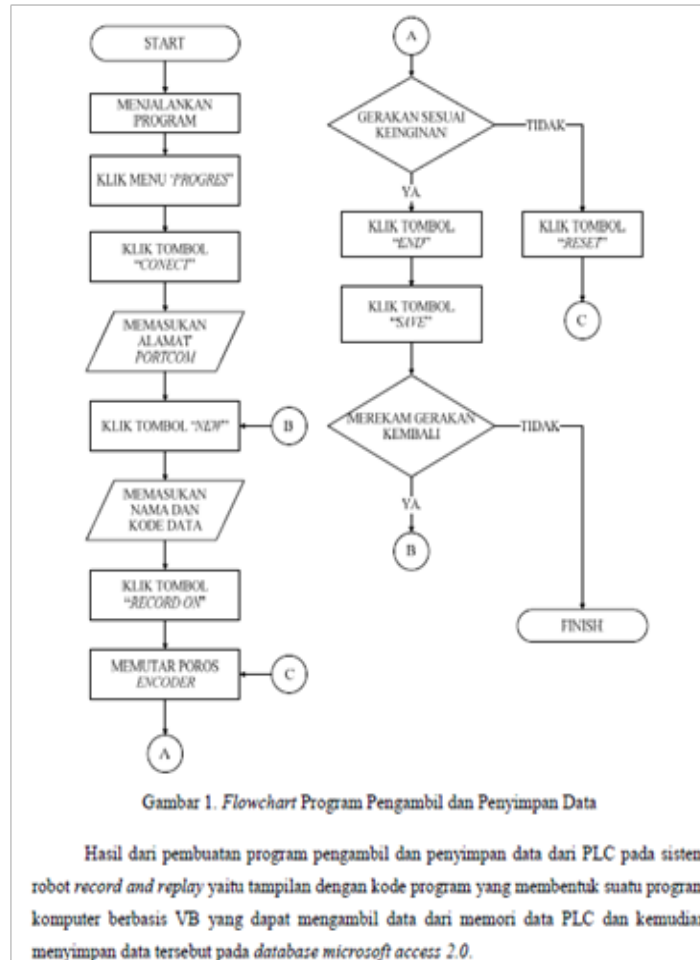 START
MENJALANKAN
PROGRAM
KLIK MENU "PROGRES"
KLIK TOMBOL
"CONECT"
MEMASUKAN
ALAMAT
PORTCOM
KLIK TOMBOL "NEW"
B
MEMASUKAN
NAMA DAN
KODE DATA
KLIK TOMBOL
"RECORD ON"
MEMUTAR POROS
ENCODER
C
A
A
GERAKAN SESUAI
KEINGINAN
TIDAK
YA
KLIK TOMBOL
"END"
KLIK TOMBOL
"RESET"
C
KLIK TOMBOL
"SAVE"
MEREKAM GERAKAN
KEMBALI
TIDAK
YA
B
FINISH
Gambar 1. Flowchart Program Pengambil dan Penyimpan Data
Hasil dari pembuatan program pengambil dan penyimpan data dari PLC pada sistem
robot record and replay yaitu tampilan dengan kode program yang membentuk suatu program
komputer berbasis VB yang dapat mengambil data dari memori data PLC dan kemudian
menyimpan data tersebut pada database microsoft access 2.0.